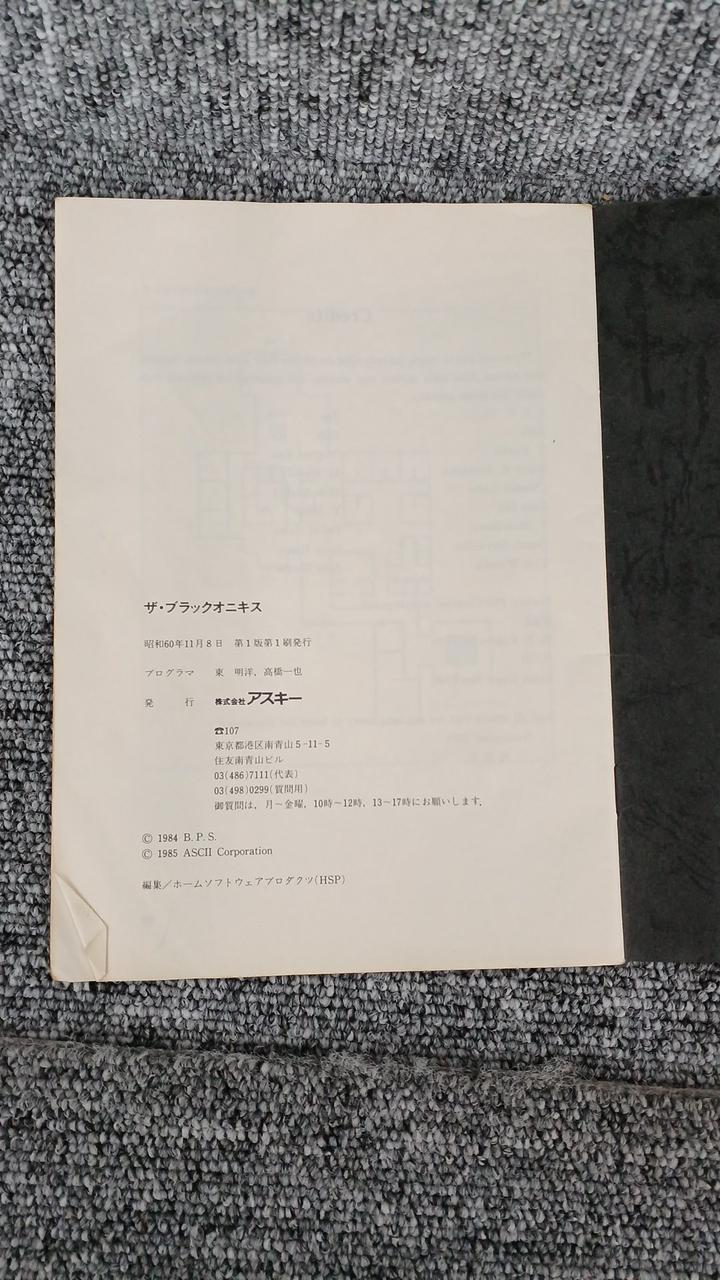 ザ・ブラックオニキス
昭和60年11月8日 第1版第1刷発行
プログラマ 東 明洋，高橋一也
発 行 株式会社アスキー
☎107
東京都港区南青山5-11-5
住友南青山ビル
03(486)7111(代表)
03(498)0299(質問用)
御質問は，月〜金曜，10時〜12時，13〜17時にお願いします．
© 1984 B.P.S.
© 1985 ASCII Corporation
編集／ホームソフトウェアプロダクツ(HSP)